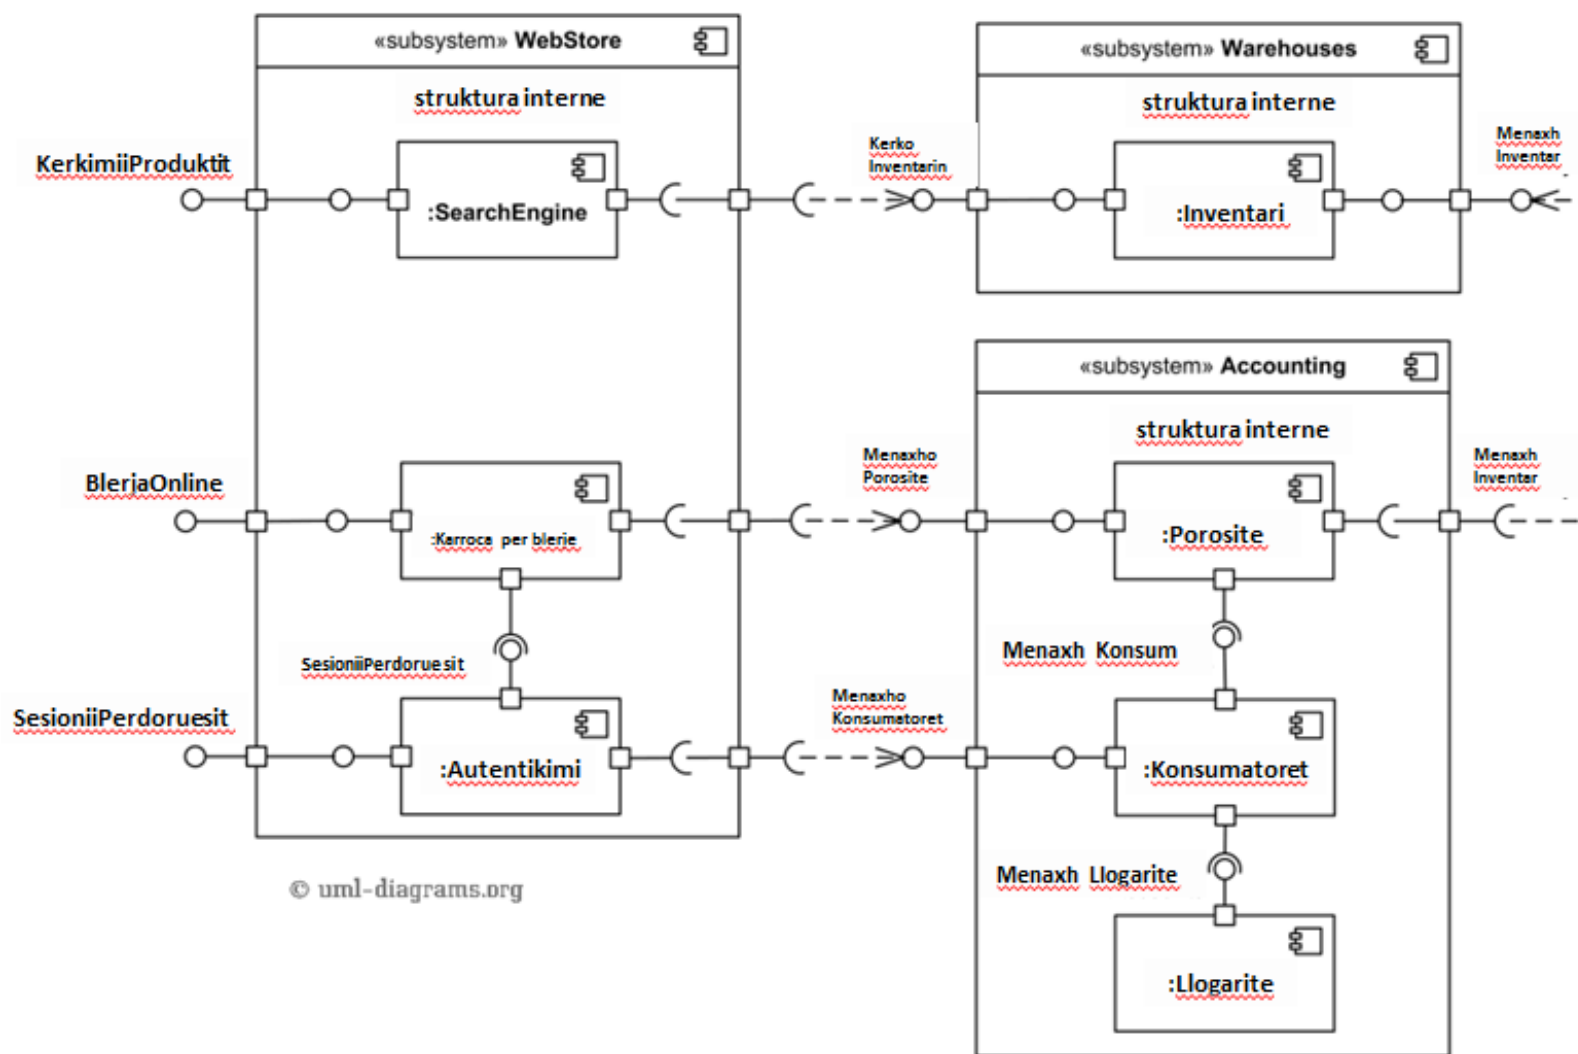 «subsystem» WebStore
struktura interne
KerkimiiProduktit
:SearchEngine
Kerko
Inventarin
«subsystem» Warehouses
struktura interne
:Inventari
Menaxh
Inventar
BlerjaOnline
:Karroca per blerje
Menaxho
Porosite
«subsystem» Accounting
struktura interne
:Porosite
Menaxh
Inventar
SesioniiPerdoruesit
Menaxh Konsum
SesioniiPerdoruesit
:Autentikimi
Menaxho
Konsumatoret
:Konsumatoret
Menaxh Llogarite
:Llogarite
© uml-diagrams.org